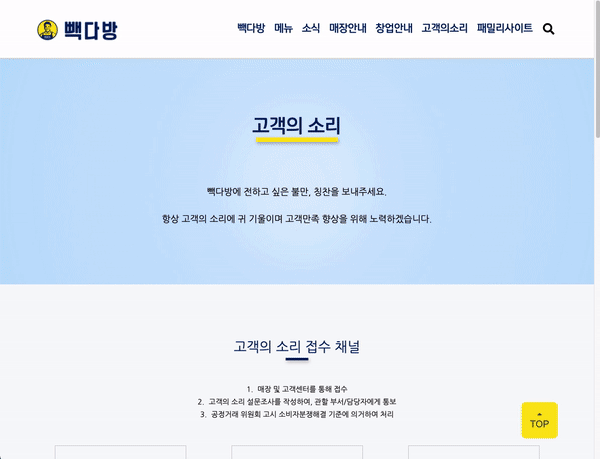 빽다방
빽다방 메뉴 소식 매장안내 창업안내 고객의소리 패밀리사이트
고객의 소리
빽다방에 전하고 싶은 불만, 칭찬을 보내주세요.
항상 고객의 소리에 귀 기울이며 고객만족 향상을 위해 노력하겠습니다.
고객의 소리 접수 채널
1. 매장 및 고객센터를 통해 접수
2. 고객의 소리 설문조사를 작성하여, 관할 부서/담당자에게 통보
3. 공정거래 위원회 고시 소비자분쟁해결 기준에 의거하여 처리
TOP